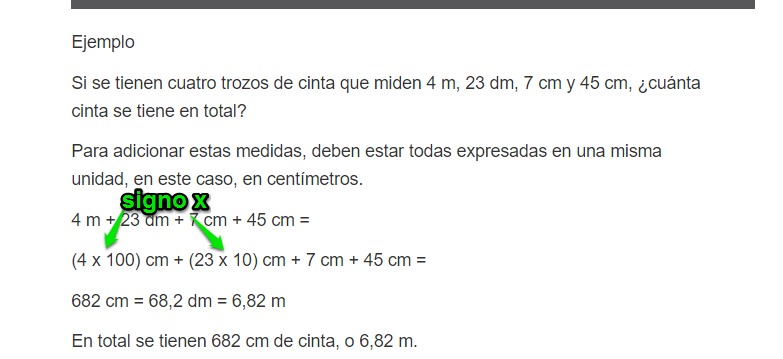 Ejemplo
Si se tienen cuatro trozos de cinta que miden 4 m, 23 dm, 7 cm y 45 cm, ¿cuánta
cinta se tiene en total?
Para adicionar estas medidas, deben estar todas expresadas en una misma
unidad, en este caso, en centímetros.
signo x
4 m + 23 dm + 7 cm + 45 cm =
(4 x 100) cm + (23 x 10) cm + 7 cm + 45 cm =
682 cm = 68,2 dm = 6,82 m
En total se tienen 682 cm de cinta, o 6,82 m.